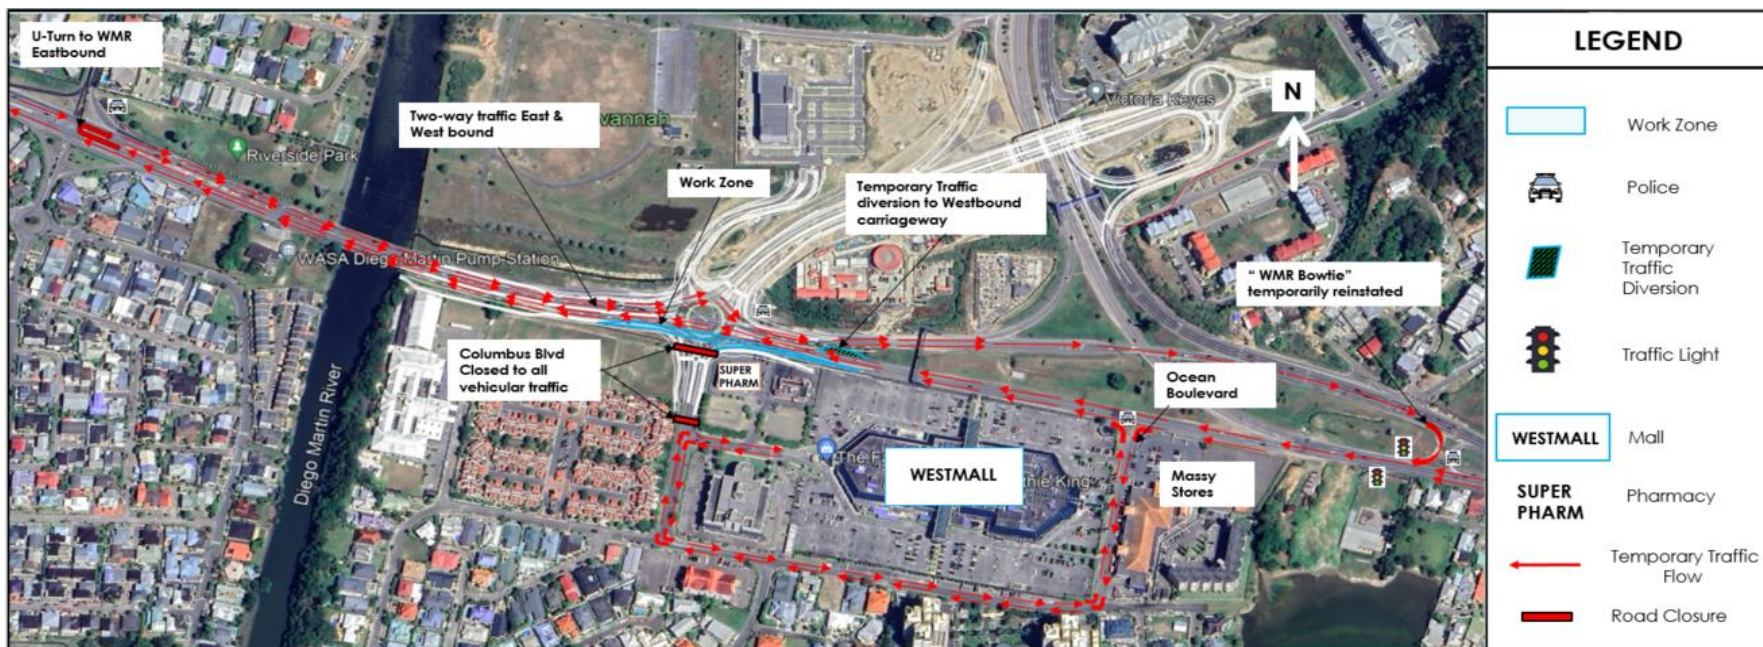 U-Turn to WMR
Eastbound
Two-way traffic East &
West bound
Work Zone
Temporary Traffic
diversion to Westbound
carriageway
Victoria Keyes
N
Riverside Park
WASA Diego Martin Pump Station
" WMR Bowtie"
temporarily reinstated
Columbus Blvd
Closed to all
vehicular traffic
SUPER
PHARM
Ocean
Boulevard
Diego Martin River
WESTMALL
Massy
Stores
LEGEND
Work Zone
Police
Temporary
Traffic
Diversion
Traffic Light
WESTMALL
Mall
SUPER
PHARM
Pharmacy
Temporary Traffic
Flow
Road Closure